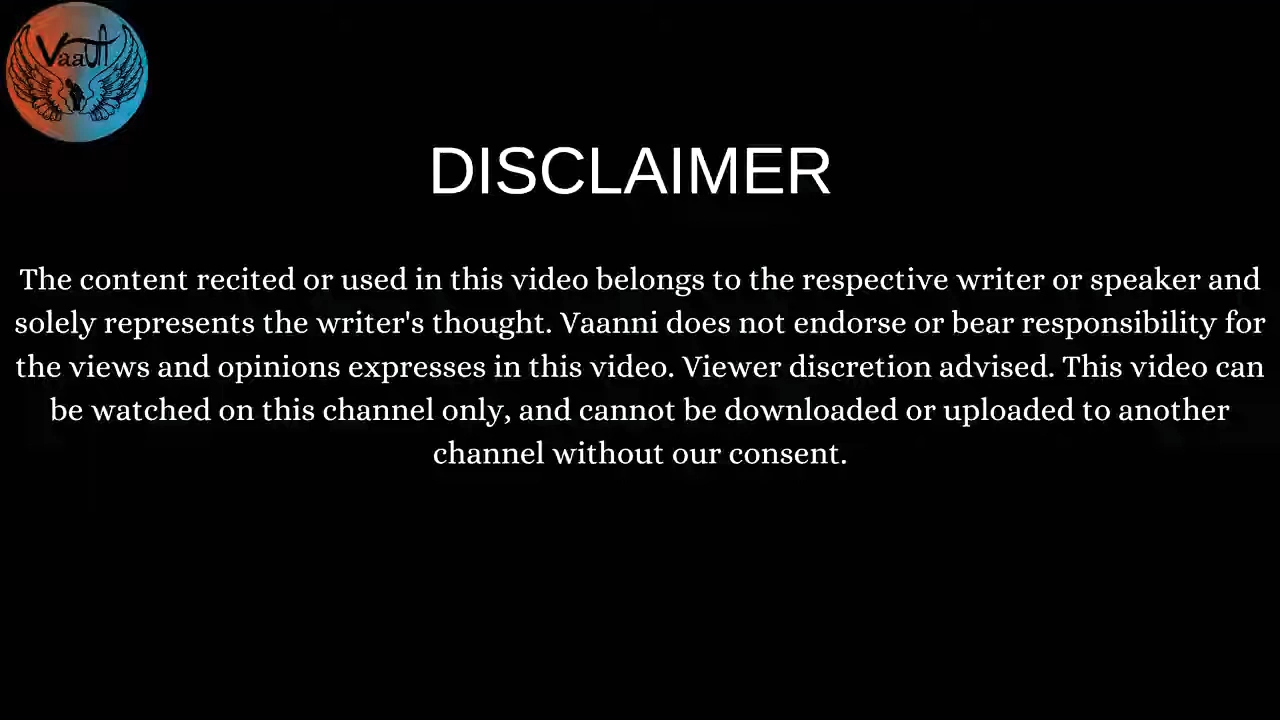 DISCLAIMER
The content recited or used in this video belongs to the respective writer or speaker and
solely represents the writer's thought. Vaanni does not endorse or bear responsibility for
the views and opinions expresses in this video. Viewer discretion advised. This video can
be watched on this channel only, and cannot be downloaded or uploaded to another
channel without our consent.